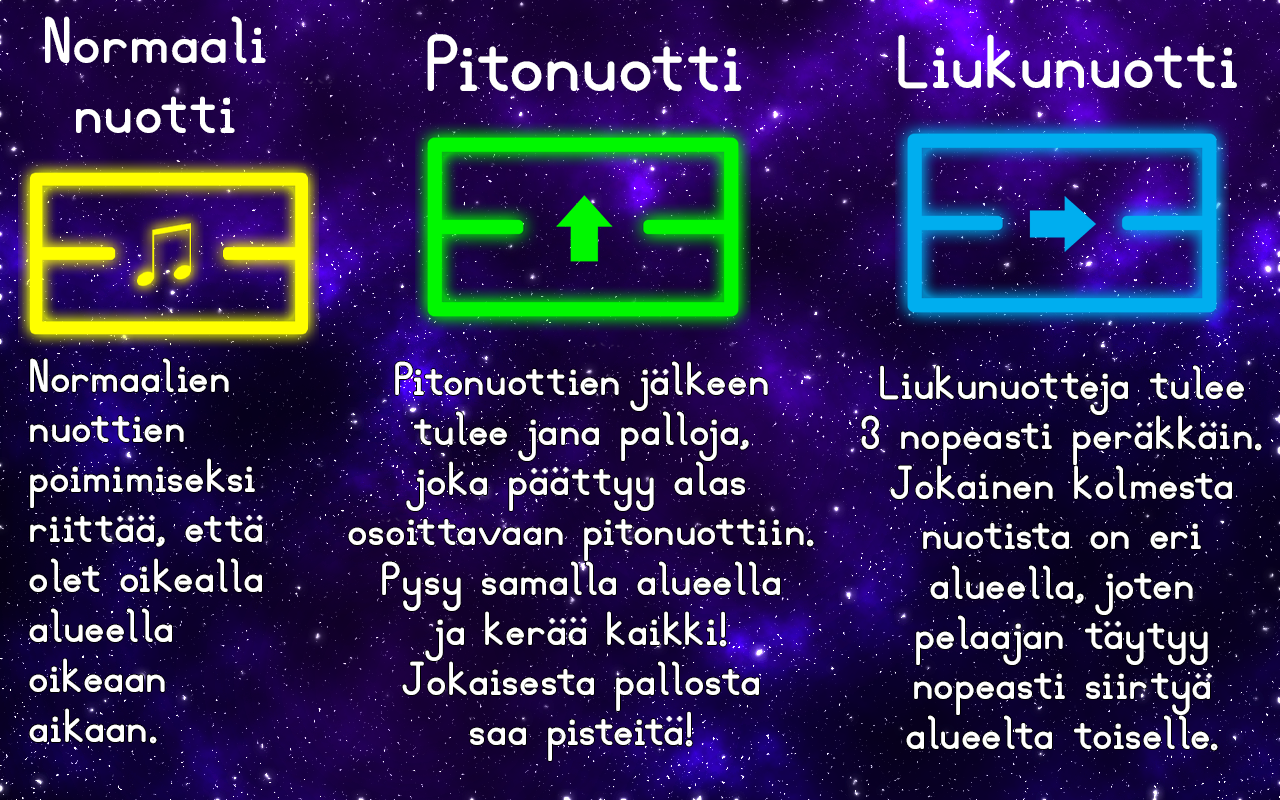 Normaali
nuotti
Normaalien
nuottien
poimimiseksi
riittää, että
olet oikealla
alueella
oikeaan
aikaan.
Pitonuotti
Pitonuottien jälkeen
tulee jana palloja,
joka päättyy alas
osoittavaan pitonuottiin.
Pysy samalla alueella
ja kerää kaikki!
Jokaisesta pallosta
saa pisteitä!
Liukunuotti
Liukunuotteja tulee
3 nopeasti peräkkäin.
Jokainen kolmesta
nuotista on eri
alueella, joten
pelaajan täytyy
nopeasti siirtyä
alueelta toiselle.